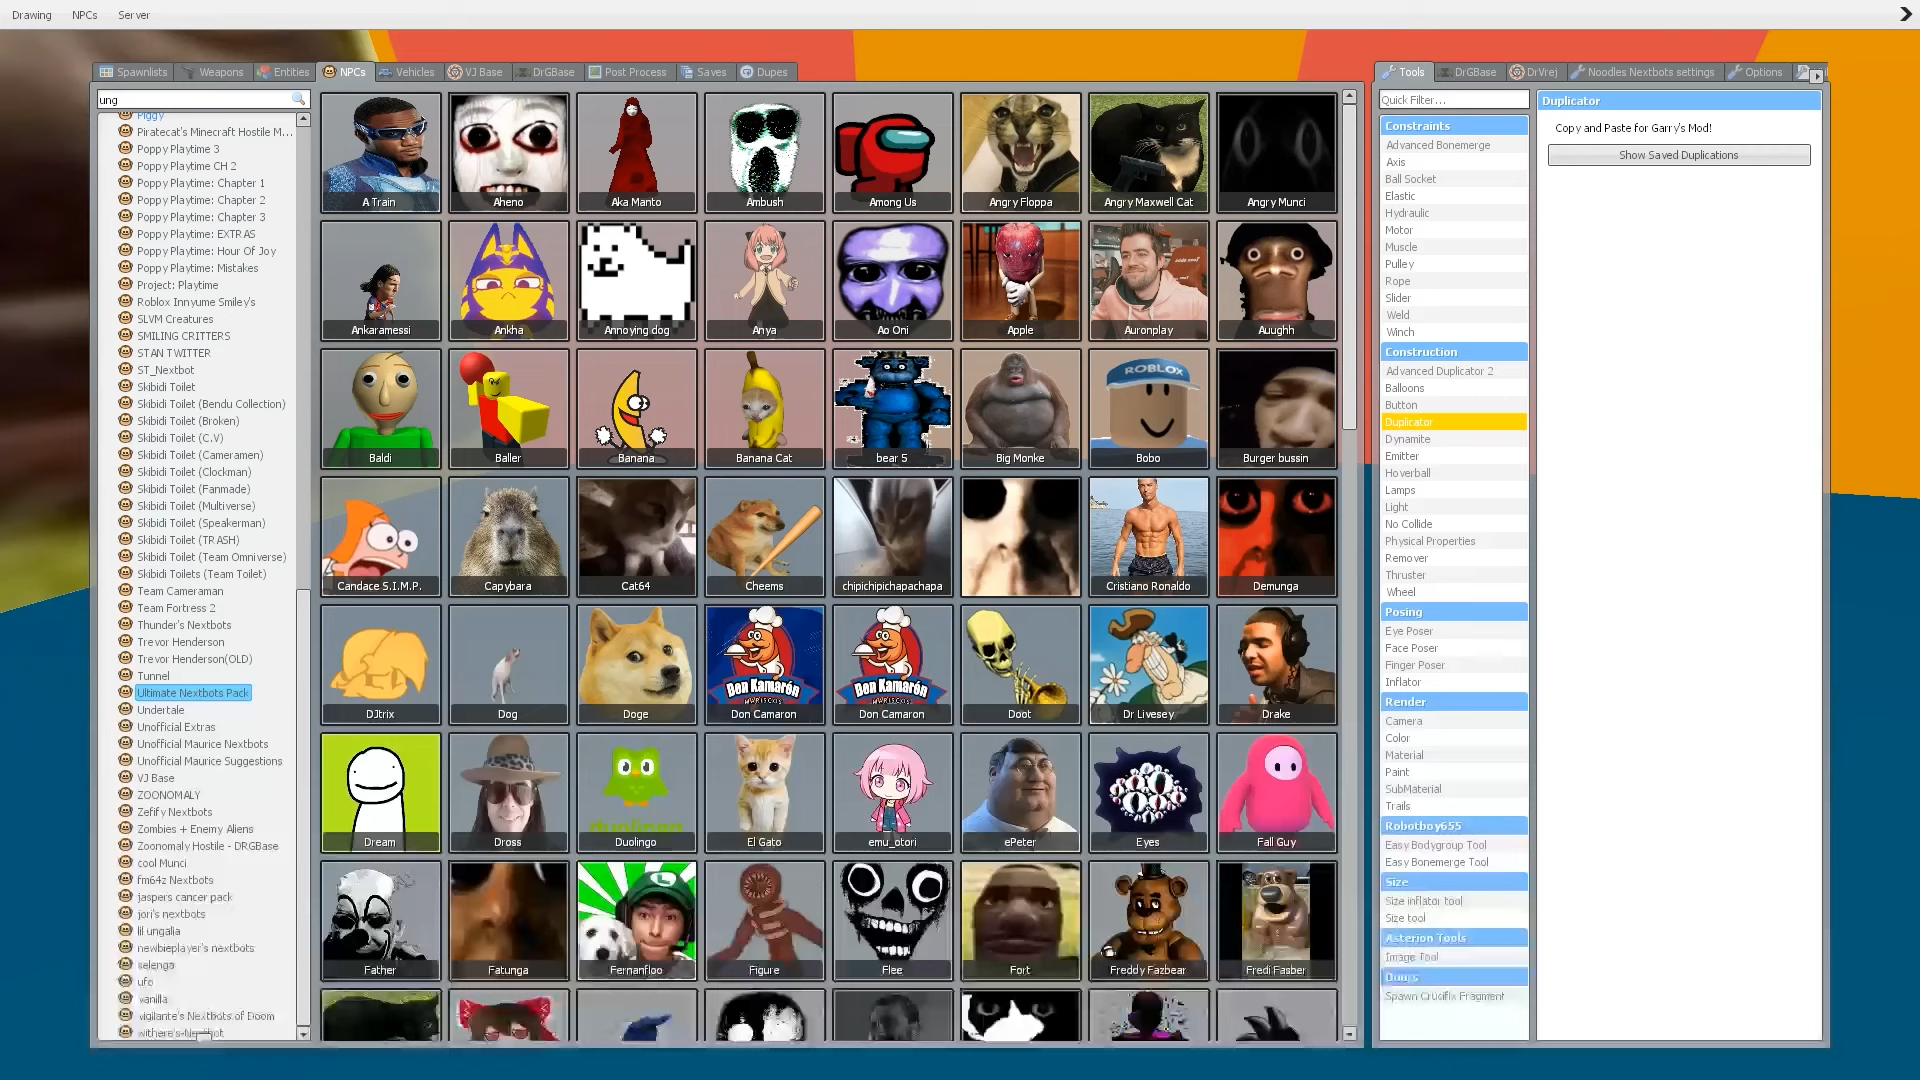 Drawing NPCs Server
Spawnlists Weapons Entities NPCs Vehicles VJ Base DrGBase Post Process Saves Dupes
ung
Piggy
Piratecat's Minecraft Hostile M...
Poppy Playtime 3
Poppy Playtime CH 2
Poppy Playtime: Chapter 1
Poppy Playtime: Chapter 2
Poppy Playtime: Chapter 3
Poppy Playtime: EXTRAS
Poppy Playtime: Hour Of Joy
Poppy Playtime: Mistakes
Project: Playtime
Roblox Innyume Smiley's
SLVM Creatures
SMILING CRITTERS
STAN TWITTER
ST_Nextbot
Skibidi Toilet
Skibidi Toilet (Bendu Collection)
Skibidi Toilet (Broken)
Skibidi Toilet (C.V)
Skibidi Toilet (Cameramen)
Skibidi Toilet (Clockman)
Skibidi Toilet (Fanmade)
Skibidi Toilet (Multiverse)
Skibidi Toilet (Speakerman)
Skibidi Toilet (TRASH)
Skibidi Toilet (Team Omniverse)
Skibidi Toilets (Team Toilet)
Team Cameraman
Team Fortress 2
Thunder's Nextbots
Trevor Henderson
Trevor Henderson(OLD)
Tunnel
Ultimate Nextbots Pack
Undertale
Unofficial Extras
Unofficial Maurice Nextbots
Unofficial Maurice Suggestions
VJ Base
ZOONOMALY
Zefify Nextbots
Zombies + Enemy Aliens
Zoonomaly Hostile - DRGBase
cool Munci
fm64z Nextbots
jaspers cancer pack
jori's nextbots
lil ungalia
newbieplayer's nextbots
selenga
ufo
vanilla
vigilante's Nextbots of Doom
withere's Nextbot
A Train Aheno Aka Manto Ambush Among Us Angry Floppa Angry Maxwell Cat Angry Munci
Ankaramessi Ankha Annoying dog Anya Ao Oni Apple Auronplay Auughh
ROBLOX
Baldi Baller Banana Banana Cat bear 5 Big Monke Bobo Burger bussin
Candace S.I.M.P. Capybara Cat64 Cheems chipichipichapachapa Cristiano Ronaldo Demunga
Don Kamarón
MARISCOS
Don Kamarón
MARISCOS
DJtrix Dog Doge Don Camaron Don Camaron Doot Dr Livesey Drake
duolingo
Dream Dross Duolingo El Gato emu_otori ePeter Eyes Fall Guy
L
Father Fatunga Fernanfloo Figure Flee Fort Freddy Fazbear Fredi Fasber
Tools DrGBase DrVrej Noodles Nextbots settings Options
Quick Filter...
Constraints
Advanced Bonemerge
Axis
Ball Socket
Elastic
Hydraulic
Motor
Muscle
Pulley
Rope
Slider
Weld
Winch
Construction
Advanced Duplicator 2
Balloons
Button
Duplicator
Dynamite
Emitter
Hoverball
Lamps
Light
No Collide
Physical Properties
Remover
Thruster
Wheel
Posing
Eye Poser
Face Poser
Finger Poser
Inflator
Render
Camera
Color
Material
Paint
SubMaterial
Trails
Robotboy655
Easy Bodygroup Tool
Easy Bonemerge Tool
Size
Size inflator tool
Size tool
Asterion Tools
Image Tool
Doors
Spawn Crucifix Fragment
Duplicator
Copy and Paste for Garry's Mod!
Show Saved Duplications